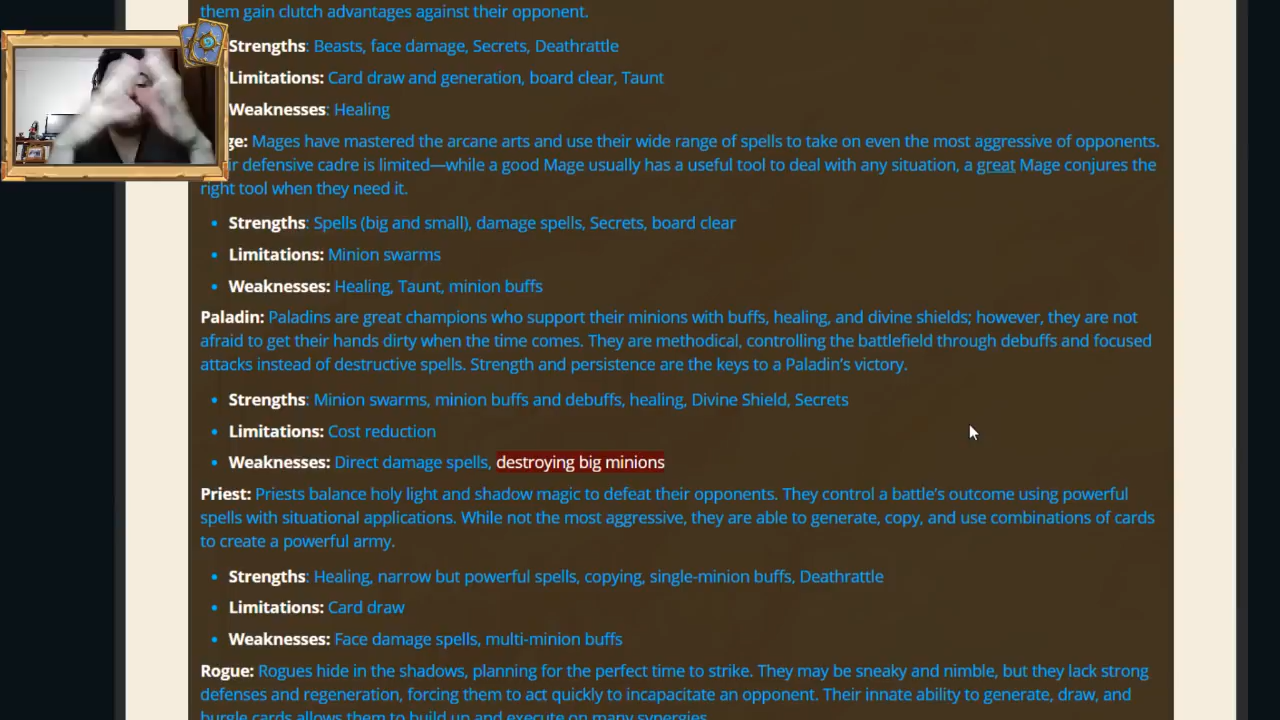 them gain clutch advantages against their opponent.
Strengths: Beasts, face damage, Secrets, Deathrattle
Limitations: Card draw and generation, board clear, Taunt
Weaknesses: Healing
ge: Mages have mastered the arcane arts and use their wide range of spells to take on even the most aggressive of opponents.
r defensive cadre is limited—while a good Mage usually has a useful tool to deal with any situation, a great Mage conjures the
right tool when they need it.
• Strengths: Spells (big and small), damage spells, Secrets, board clear
• Limitations: Minion swarms
• Weaknesses: Healing, Taunt, minion buffs
Paladin: Paladins are great champions who support their minions with buffs, healing, and divine shields; however, they are not
afraid to get their hands dirty when the time comes. They are methodical, controlling the battlefield through debuffs and focused
attacks instead of destructive spells. Strength and persistence are the keys to a Paladin's victory.
• Strengths: Minion swarms, minion buffs and debuffs, healing, Divine Shield, Secrets
• Limitations: Cost reduction
• Weaknesses: Direct damage spells, destroying big minions
Priest: Priests balance holy light and shadow magic to defeat their opponents. They control a battle's outcome using powerful
spells with situational applications. While not the most aggressive, they are able to generate, copy, and use combinations of cards
to create a powerful army.
• Strengths: Healing, narrow but powerful spells, copying, single-minion buffs, Deathrattle
• Limitations: Card draw
• Weaknesses: Face damage spells, multi-minion buffs
Rogue: Rogues hide in the shadows, planning for the perfect time to strike. They may be sneaky and nimble, but they lack strong
defenses and regeneration, forcing them to act quickly to incapacitate an opponent. Their innate ability to generate, draw, and
burgle cards allows them to build up and execute on many synergies.